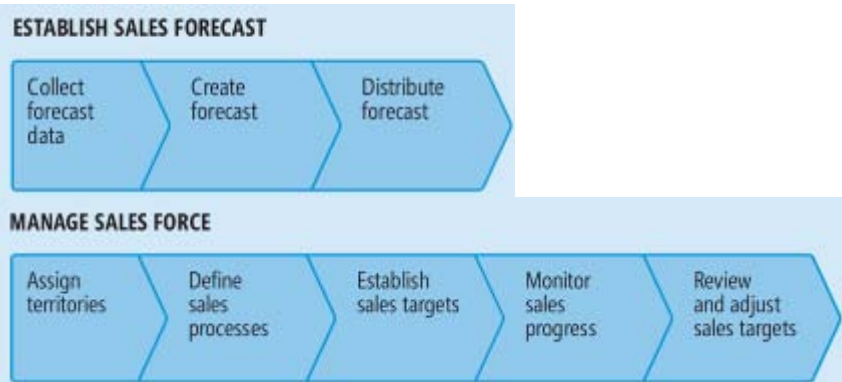 ESTABLISH SALES FORECAST
Collect
forecast
data
Create
forecast
Distribute
forecast
MANAGE SALES FORCE
Assign
territories
Define
sales
processes
Establish
sales targets
Monitor
sales
progress
Review
and adjust
sales targets